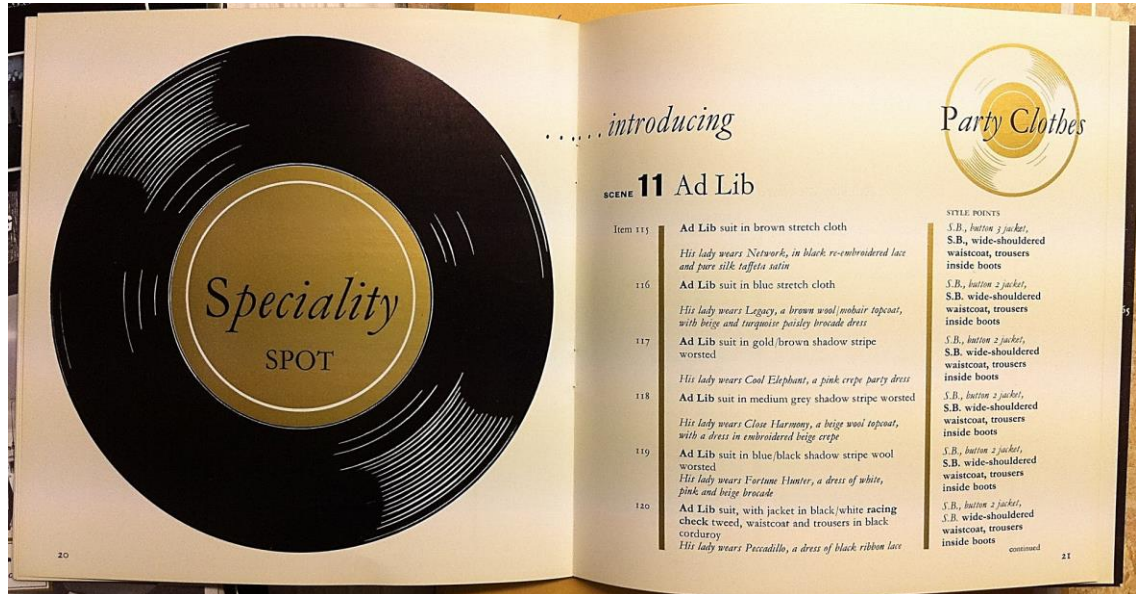 Speciality
SPOT
20
......introducing
Party Clothes
SCENE 11 Ad Lib
STYLE POINTS
Item 115
Ad Lib suit in brown stretch cloth
His lady wears Network, in black re-embroidered lace
and pure silk taffeta satin
S.B., button 3 jacket,
S.B., wide-shouldered
waistcoat, trousers
inside boots
116
Ad Lib suit in blue stretch cloth
His lady wears Legacy, a brown wool/mohair topcoat,
with beige and turquoise paisley brocade dress
S.B., button 2 jacket,
S.B. wide-shouldered
waistcoat, trousers
inside boots
117
Ad Lib suit in gold/brown shadow stripe
worsted
His lady wears Cool Elephant, a pink crepe party dress
S.B., button 2 jacket,
S.B. wide-shouldered
waistcoat, trousers
inside boots
118
Ad Lib suit in medium grey shadow stripe worsted
His lady wears Close Harmony, a beige wool topcoat,
with a dress in embroidered beige crepe
S.B., button 2 jacket,
S.B. wide-shouldered
waistcoat, trousers
inside boots
119
Ad Lib suit in blue/black shadow stripe wool
worsted
His lady wears Fortune Hunter, a dress of white,
pink and beige brocade
S.B., button 2 jacket,
S.B. wide-shouldered
waistcoat, trousers
inside boots
120
Ad Lib suit, with jacket in black/white racing
check tweed, waistcoat and trousers in black
corduroy
His lady wears Peccadillo, a dress of black ribbon lace
S.B., button 2 jacket,
S.B. wide-shouldered
waistcoat, trousers
inside boots
continued
21